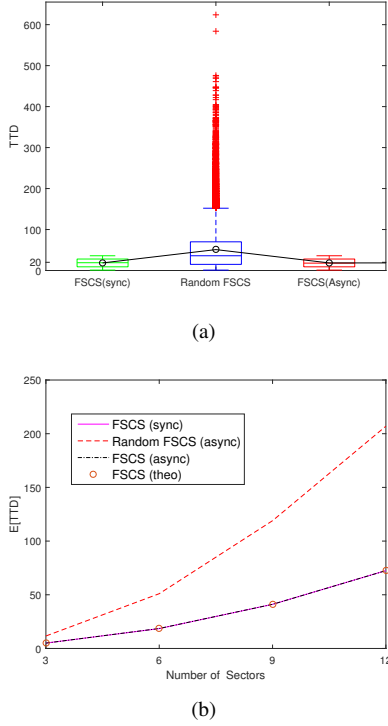 600
500
400
TTD
300
200
100
20
0
FSCS(sync)
Random FSCS
FSCS(Async)
(a)
250
FSCS (sync)
Random FSCS (async)
FSCS (async)
FSCS (theo)
200
150
E[TTD]
100
50
0
3
6
9
12
Number of Sectors
(b)